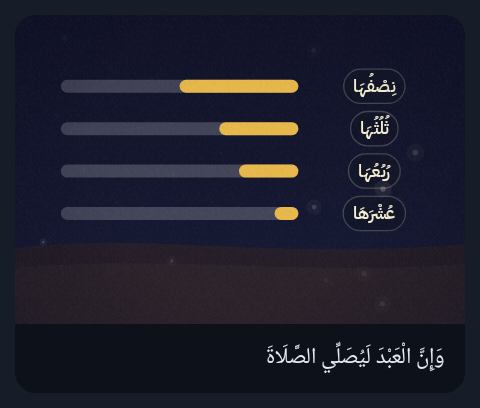 نِصْفُهَا
ثُلُثُهَا
رُبُعُهَا
عُشْرَهَا
وَإِنَّ الْعَبْدَ لَيُصَلِّي الصَّلَاةَ